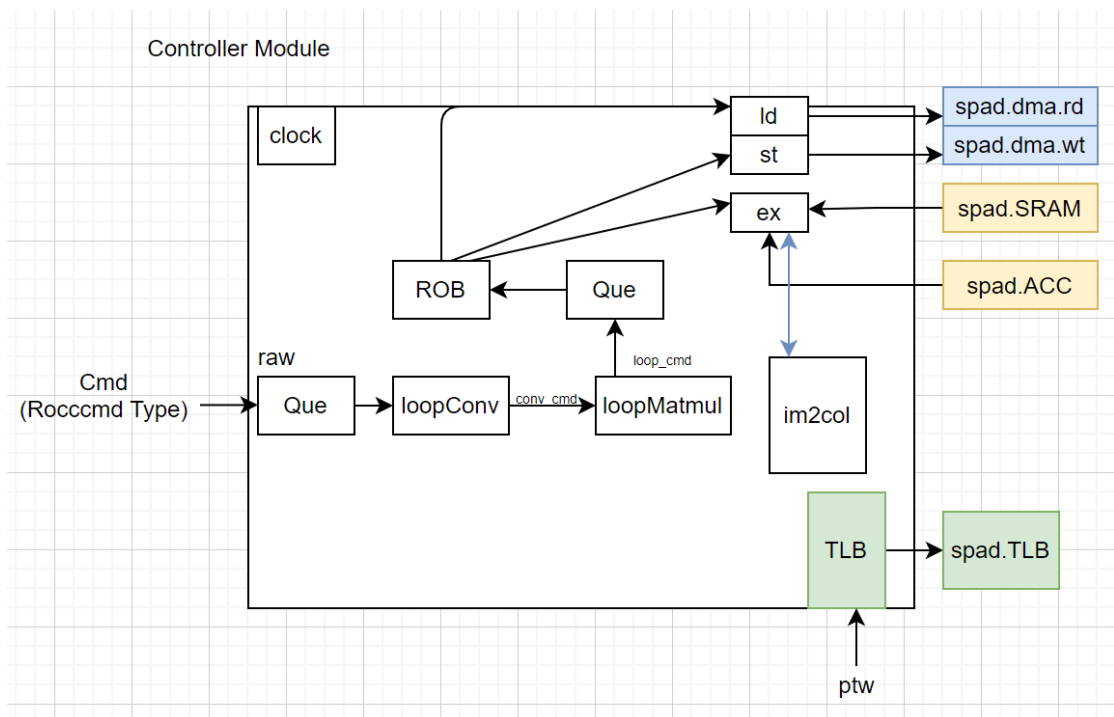 Controller Module
clock
ld
st
ex
spad.dma.rd
spad.dma.wt
spad.SRAM
spad.ACC
ROB
Que
raw
loop_cmd
Cmd
(Rocccmd Type)
Que
loopConv
conv_cmd
loopMatmul
im2col
TLB
spad.TLB
ptw